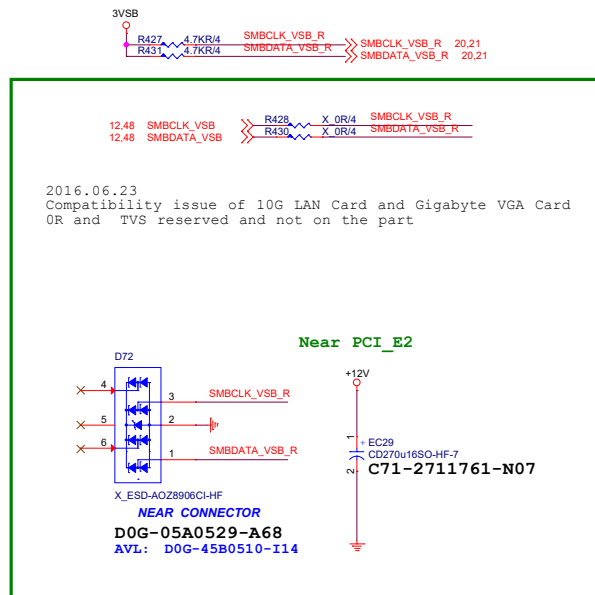 3VSB
R427 4.7KR/4 SMBCLK_VSB_R SMBCLK_VSB_R 20,21
R431 4.7KR/4 SMBDATA_VSB_R SMBDATA_VSB_R 20,21
12,48 SMBCLK_VSB R428 X_0R/4 SMBCLK_VSB_R
12,48 SMBDATA_VSB R430 X_0R/4 SMBDATA_VSB_R
2016.06.23
Compatibility issue of 10G LAN Card and Gigabyte VGA Card
0R and TVS reserved and not on the part
Near PCI_E2
D72
4
3 SMBCLK_VSB_R
5
2
6
1 SMBDATA_VSB_R
X_ESD-AOZ8906CI-HF
NEAR CONNECTOR
D0G-05A0529-A68
AVL: D0G-45B0510-I14
+12V
1
+ EC29
CD270u16SO-HF-7
2
C71-2711761-N07